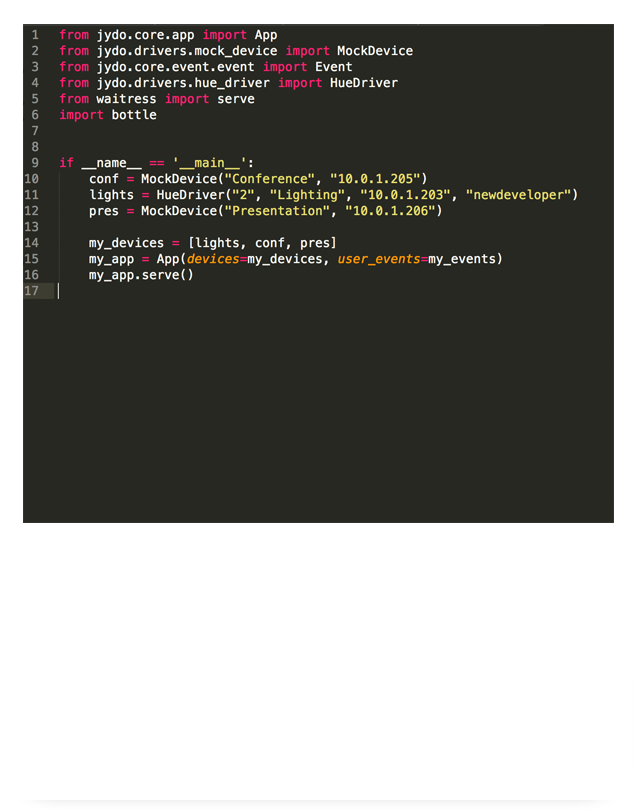 1 from jydo.core.app import App
2 from jydo.drivers.mock_device import MockDevice
3 from jydo.core.event.event import Event
4 from jydo.drivers.hue_driver import HueDriver
5 from waitress import serve
6 import bottle
7
8
9 if __name__ == '__main__':
10     conf = MockDevice("Conference", "10.0.1.205")
11     lights = HueDriver("2", "Lighting", "10.0.1.203", "newdeveloper")
12     pres = MockDevice("Presentation", "10.0.1.206")
13
14     my_devices = [lights, conf, pres]
15     my_app = App(devices=my_devices, user_events=my_events)
16     my_app.serve()
17